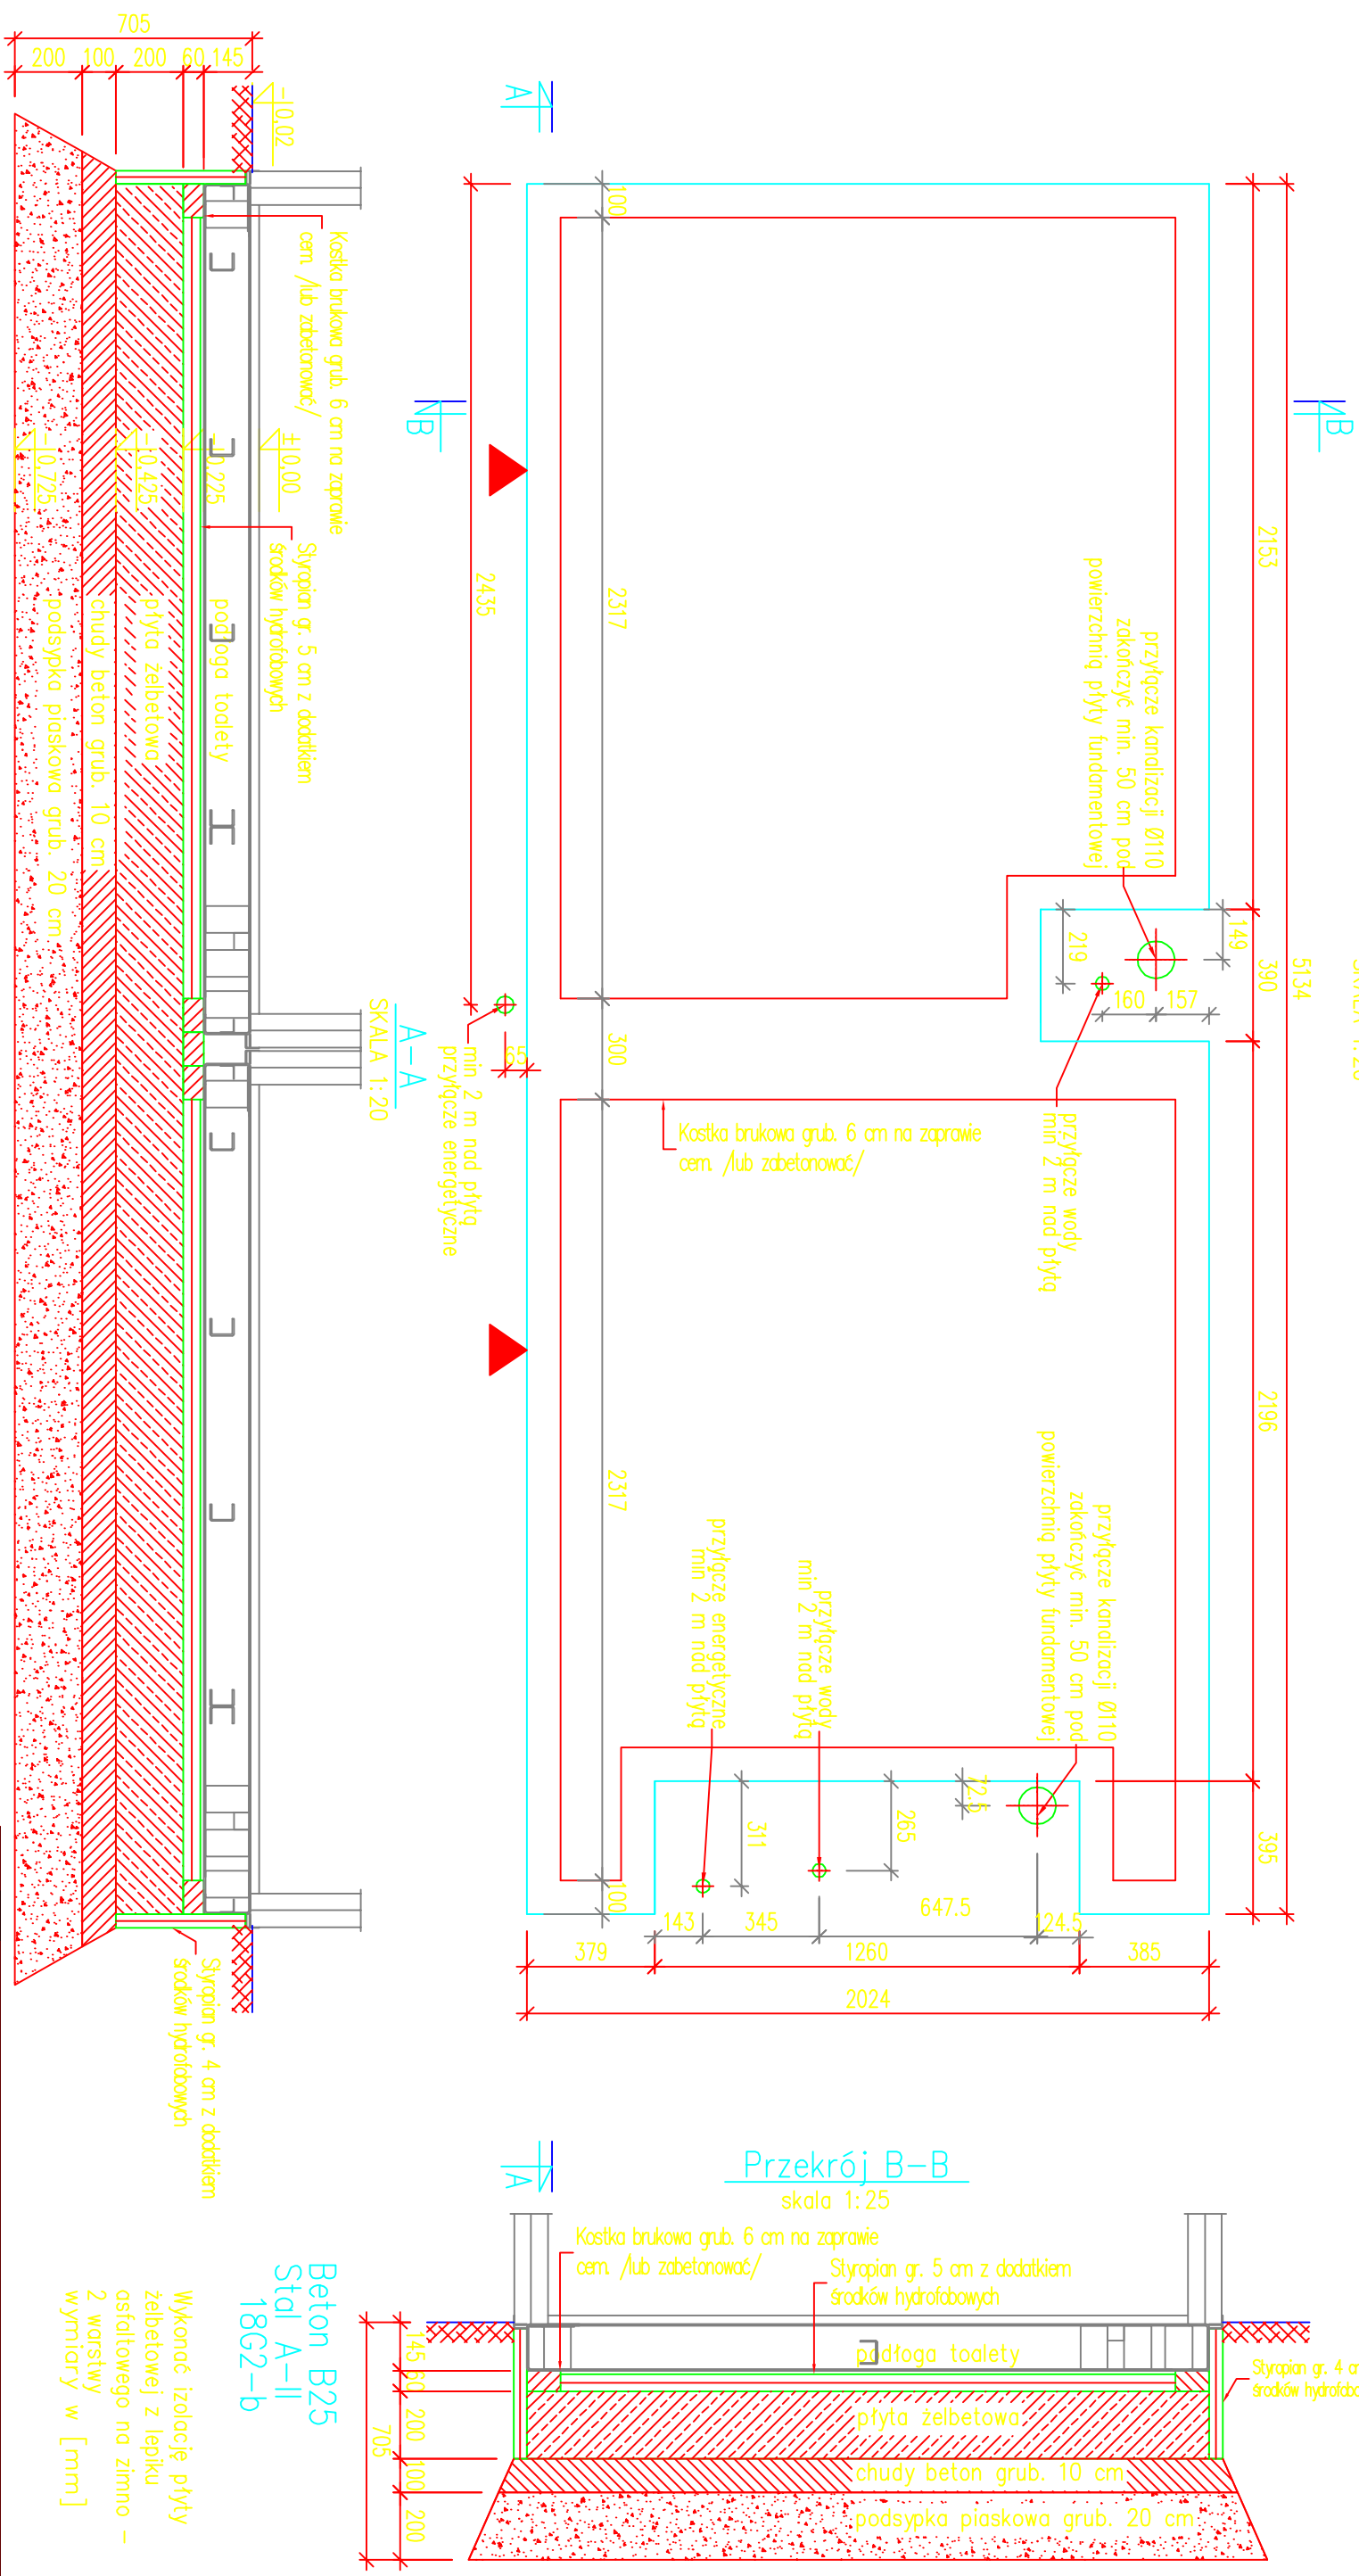 705
200
100
200
60
145
-0.02
Kostka brukowa grub. 6 cm na zaprawie
cem. /lub zabetonować/
±0.00
-0.225
-0.425
-0.725
Styropian gr. 5 cm z dodatkiem
środków hydrofobowych
podłoga toalety
płyta żelbetowa
chudy beton grub. 10 cm
podsypka piaskowa grub. 20 cm
A-A
SKALA 1:20
Styropian gr. 4 cm z dodatkiem
środków hydrofobowych
A
B
B
2153
390
5134
2196
395
100
2317
300
2317
100
2435
65
149
219
160
157
przyłącze kanalizacji Ø110
zakończyć min. 50 cm pod
powierzchnią płyty fundamentowej
przyłącze wody
min 2 m nad płytą
min 2 m nad płytą
przyłącze energetyczne
Kostka brukowa grub. 6 cm na zaprawie
cem. /lub zabetonować/
przyłącze kanalizacji Ø110
zakończyć min. 50 cm pod
powierzchnią płyty fundamentowej
przyłącze wody
min 2 m nad płytą
przyłącze energetyczne
min 2 m nad płytą
72.5
265
311
647.5
124.5
143
345
379
1260
385
2024
A
Przekrój B-B
skala 1:25
Kostka brukowa grub. 6 cm na zaprawie
cem. /lub zabetonować/
Styropian gr. 5 cm z dodatkiem
środków hydrofobowych
Styropian gr. 4
środków
podłoga toalety
płyta żelbetowa
chudy beton grub. 10 cm
podsypka piaskowa grub. 20 cm
145
60
200
100
200
705
Beton B25
Stal A-II
18G2-b
Wykonać izolację płyty
żelbetowej z lepiku
asfaltowego na zimno -
2 warstwy
wymiary w [mm]